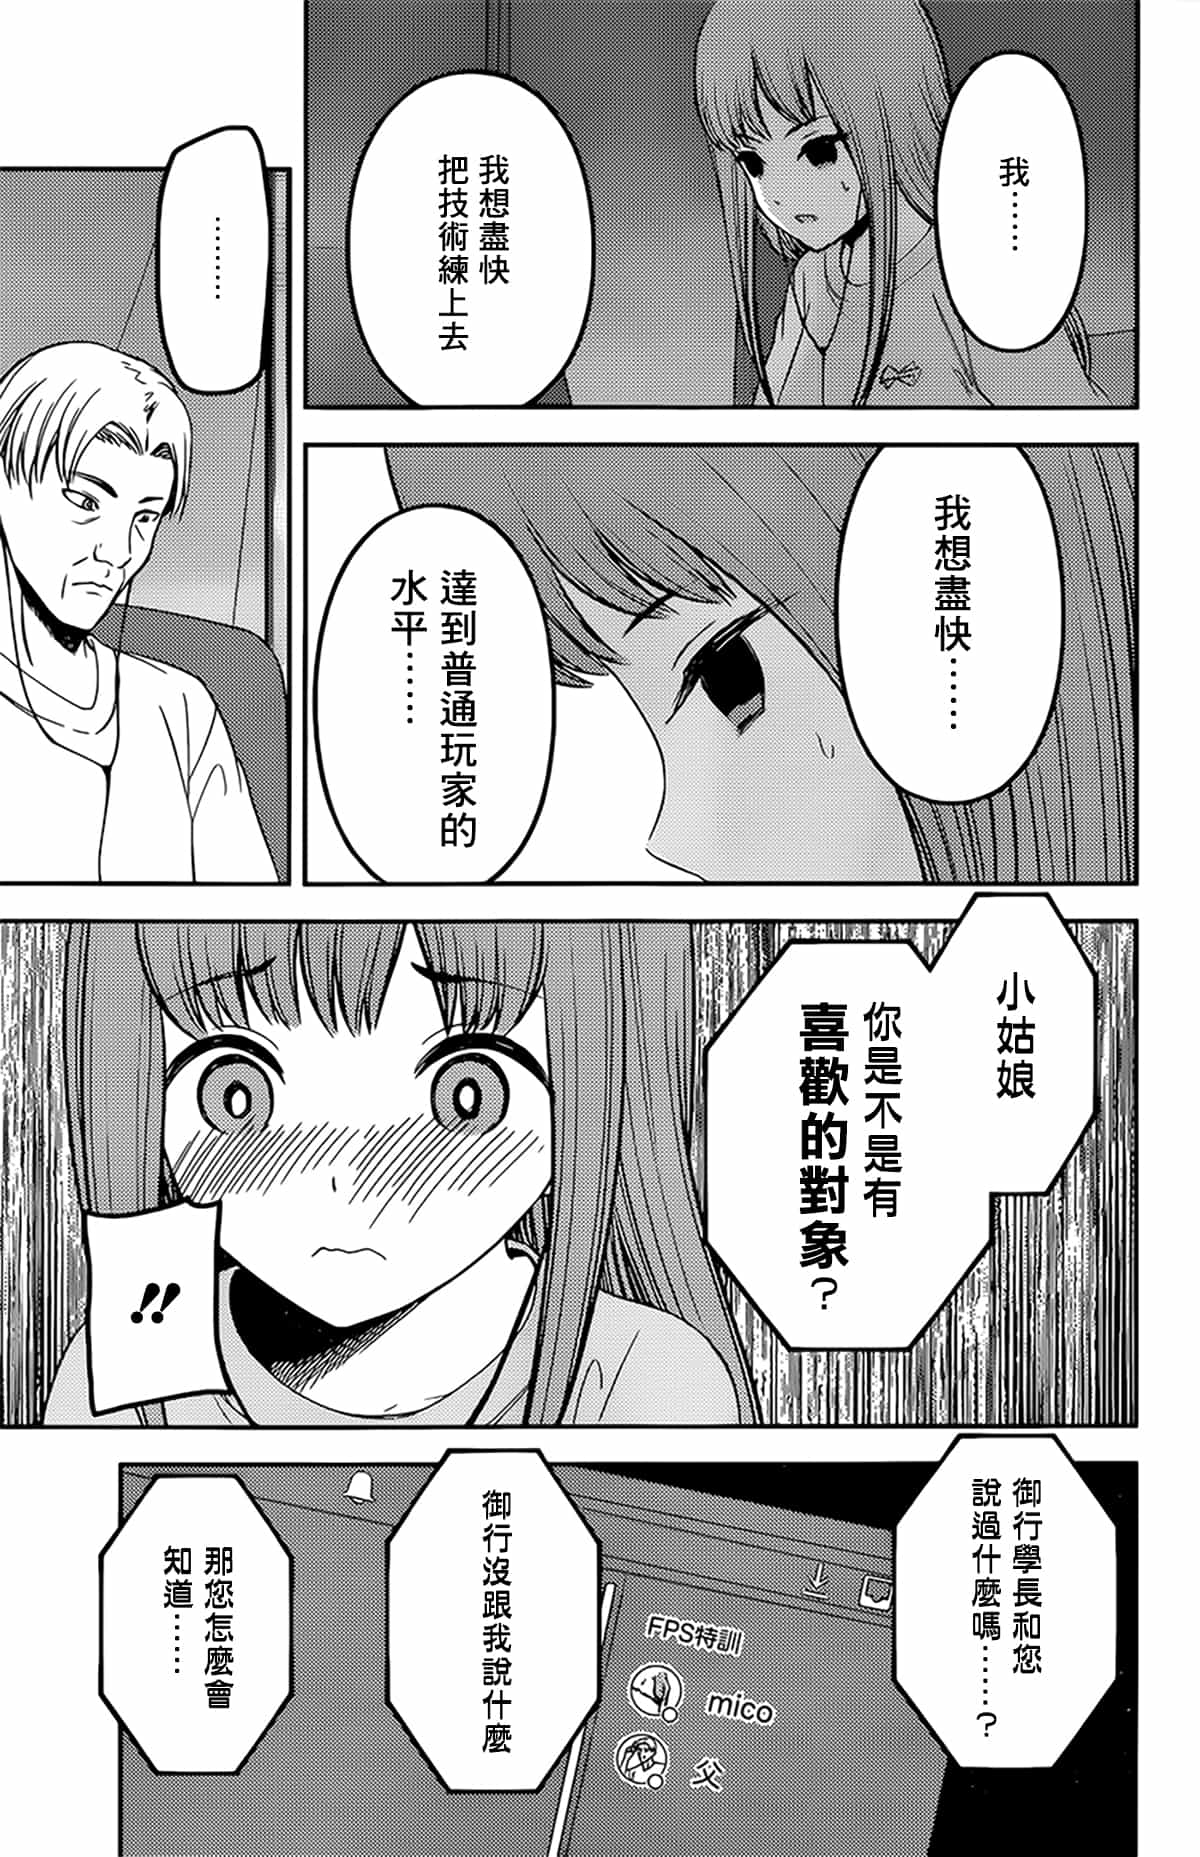 我……
我想盡快
把技術練上去
我想盡快……
達到普通玩家的
水平……
………
小姑娘
你是不是有
喜歡的對象？
!!
御行學長和您
說過什麼嗎……？
御行沒跟我說什麼
那您怎麼會
知道……
FPS特訓
mico
父